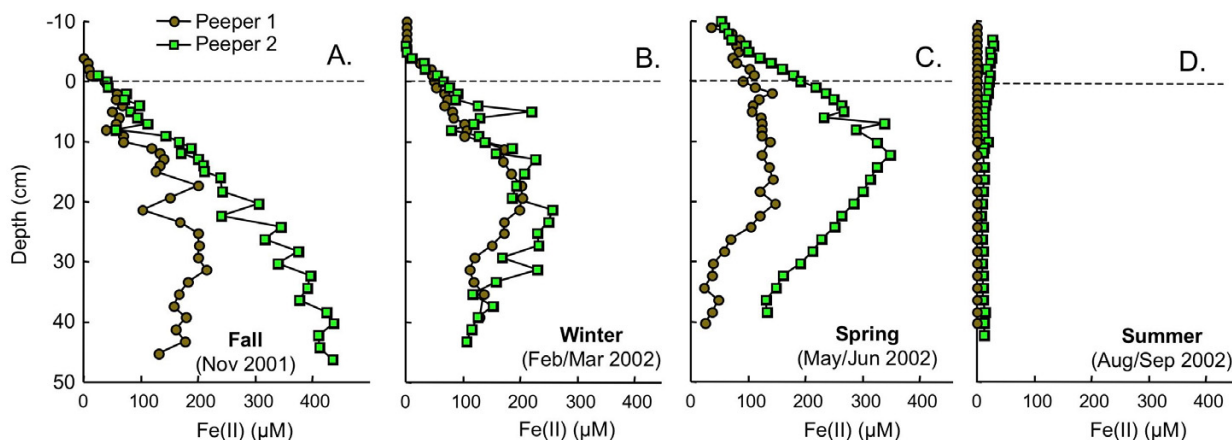 Peeper 1
Peeper 2
A.
B.
C.
D.
-10
0
10
20
30
40
50
Depth (cm)
Fall
(Nov 2001)
Winter
(Feb/Mar 2002)
Spring
(May/Jun 2002)
Summer
(Aug/Sep 2002)
0 100 200 300 400
0 100 200 300 400
0 100 200 300 400
0 100 200 300 400
Fe(II) (µM)
Fe(II) (µM)
Fe(II) (µM)
Fe(II) (µM)